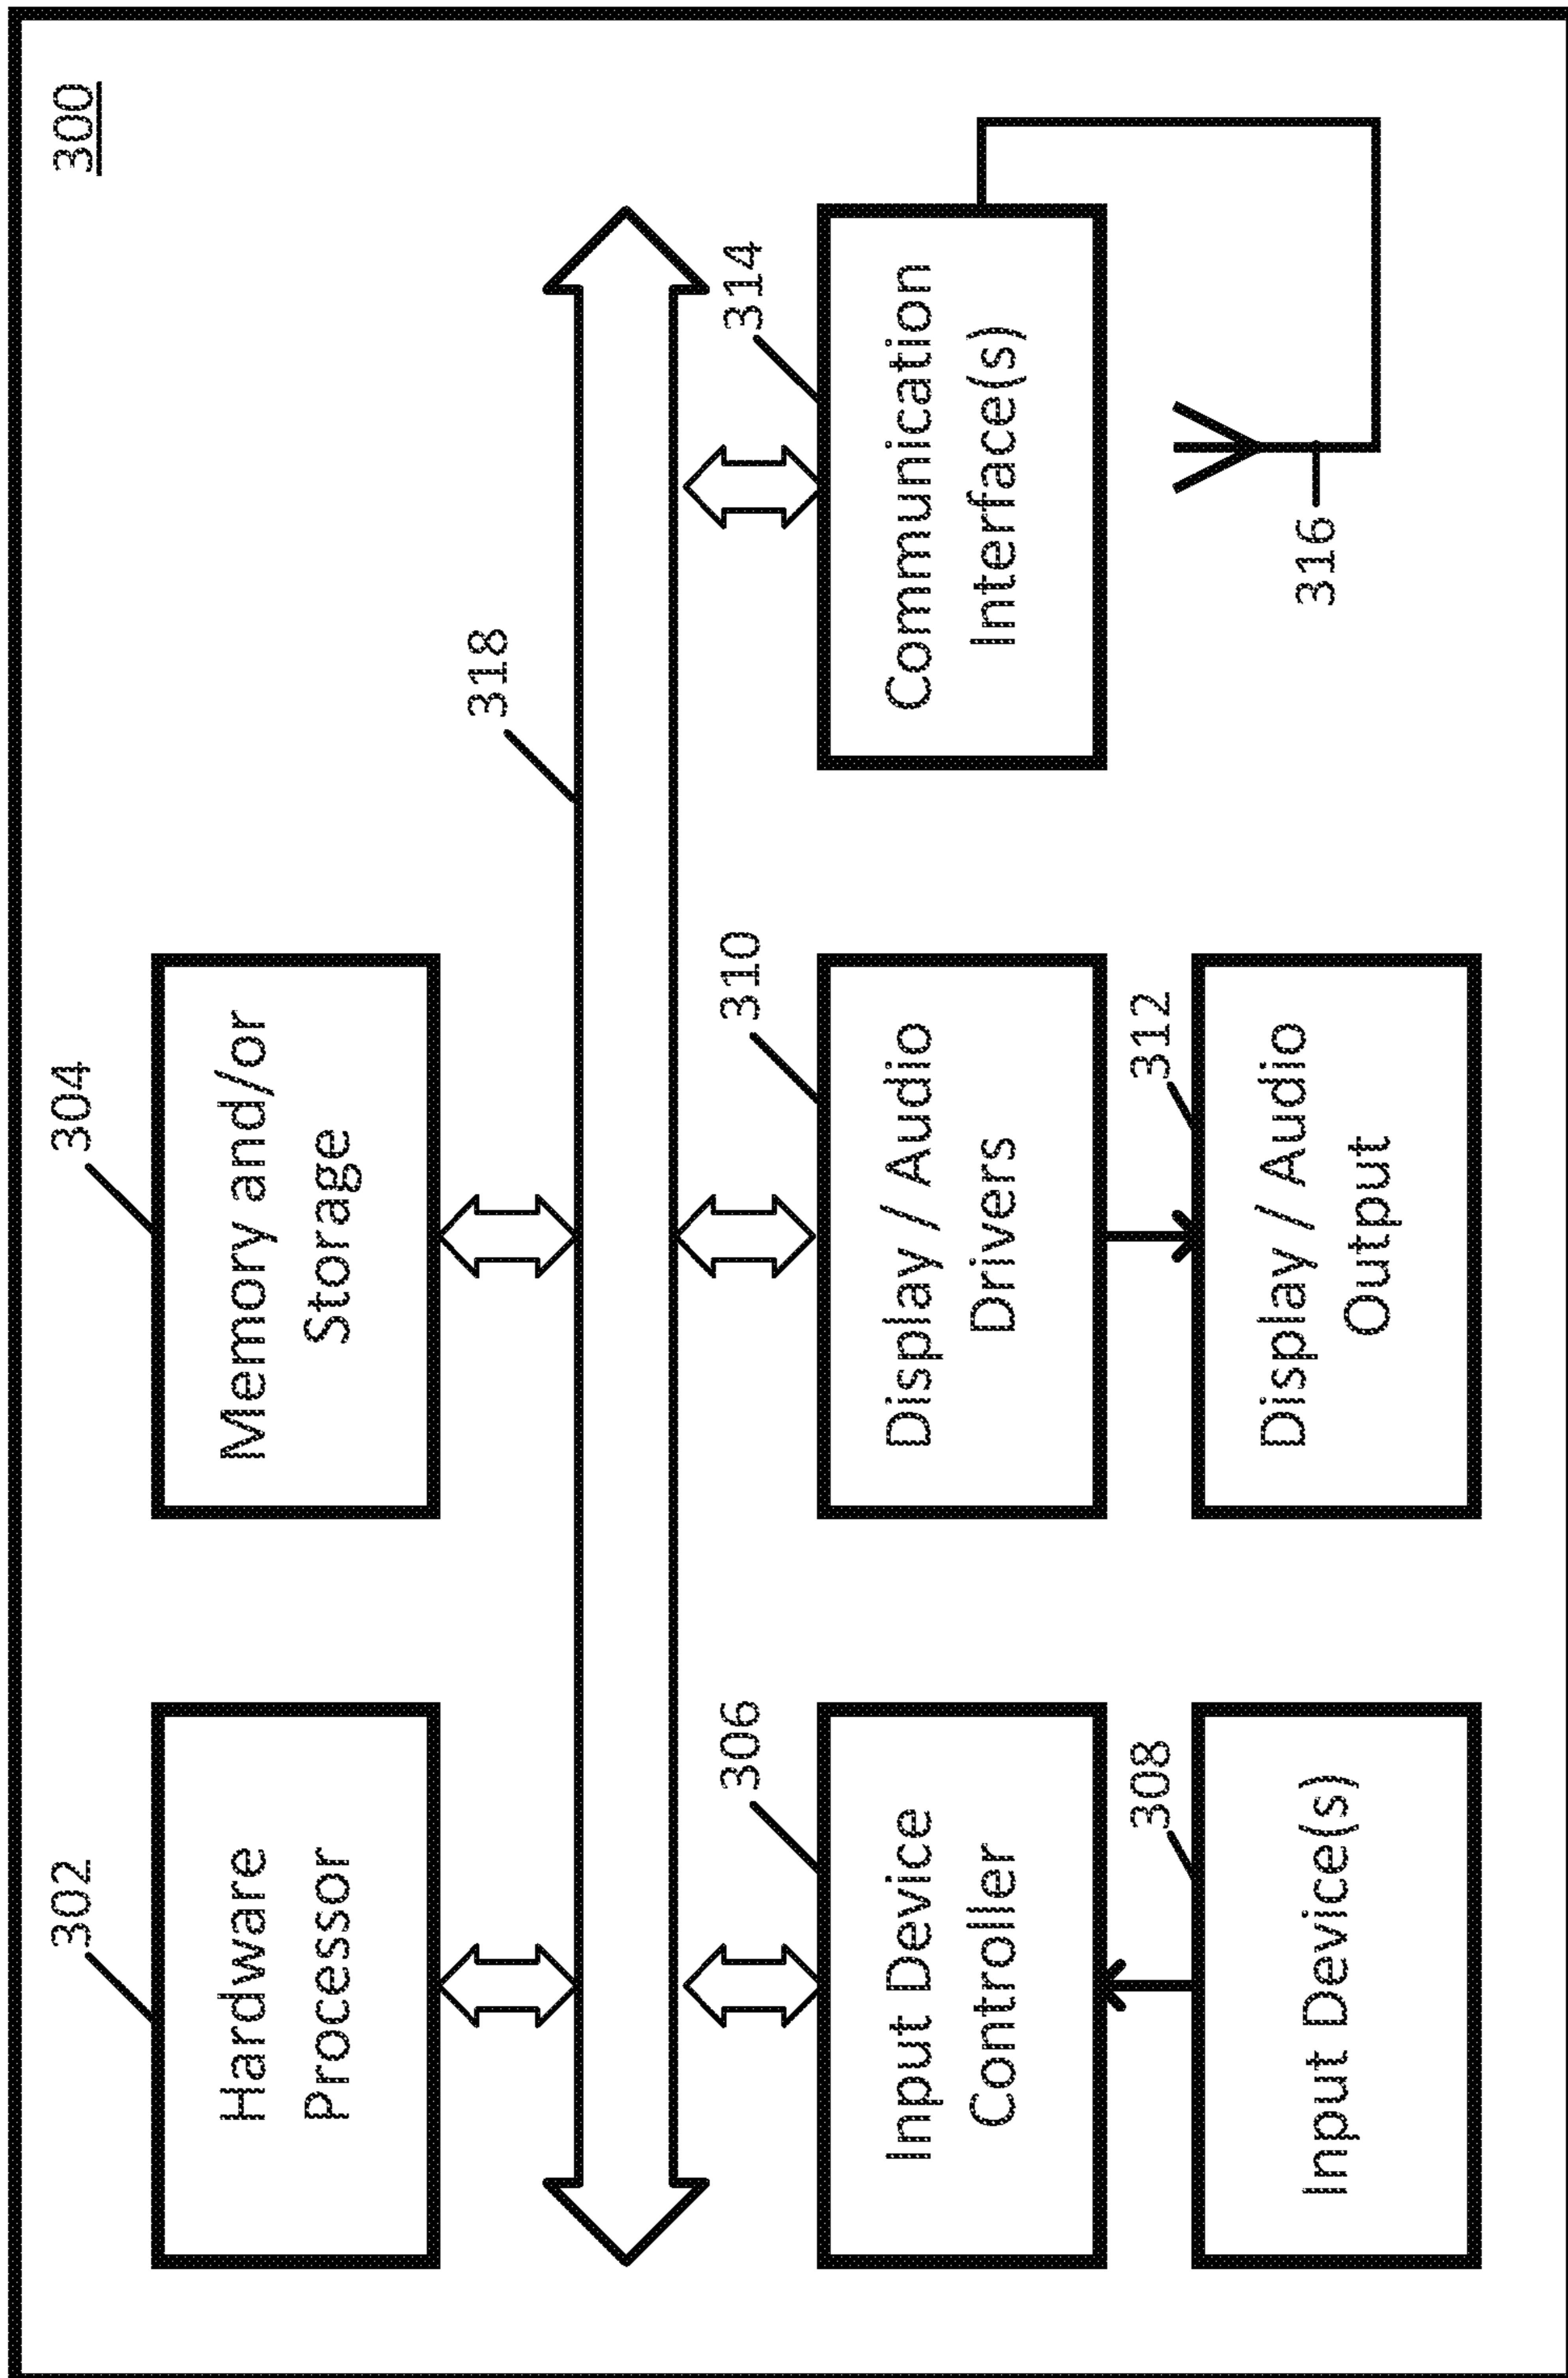 300
302
Hardware
Processor
304
Memory and/or
Storage
318
306
Input Device
Controller
310
Display / Audio
Drivers
314
Communication
Interface(s)
308
Input Device(s)
312
Display / Audio
Output
316